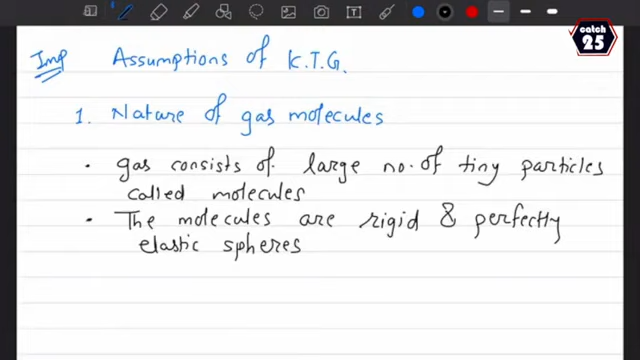 catch
25
Imp Assumptions of K.T.G.
1. Nature of gas molecules
· gas consists of large no. of tiny particles
called molecules
· The molecules are rigid & perfectly
elastic spheres